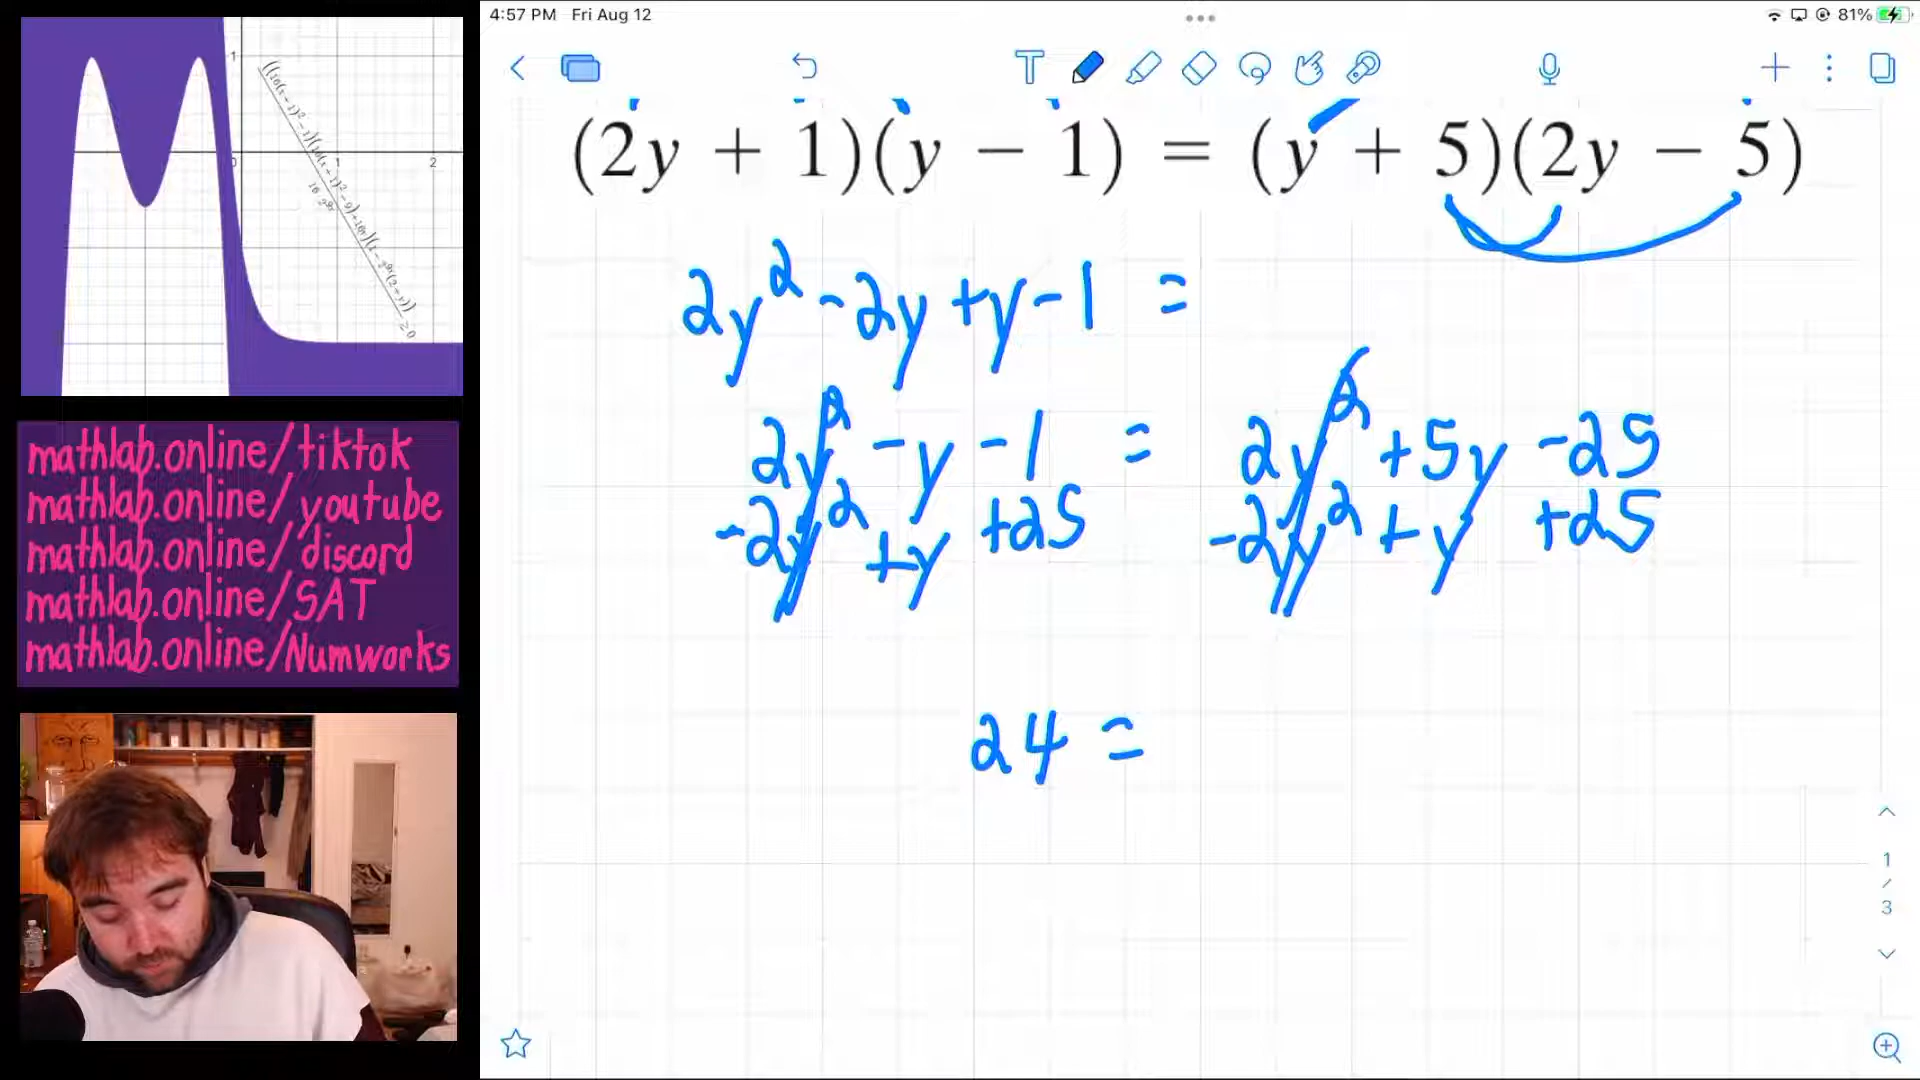 4:57 PM Fri Aug 12
81%
(2y + 1)(y − 1) = (y + 5)(2y − 5)
2y² - 2y + y - 1 =
2y² - y - 1 = 2y² + 5y - 25
-2y² + y + 25 -2y² + y + 25
24 =
1
0 1 2
mathlab.online/tiktok
mathlab.online/youtube
mathlab.online/discord
mathlab.online/SAT
mathlab.online/Numworks
1
/
3